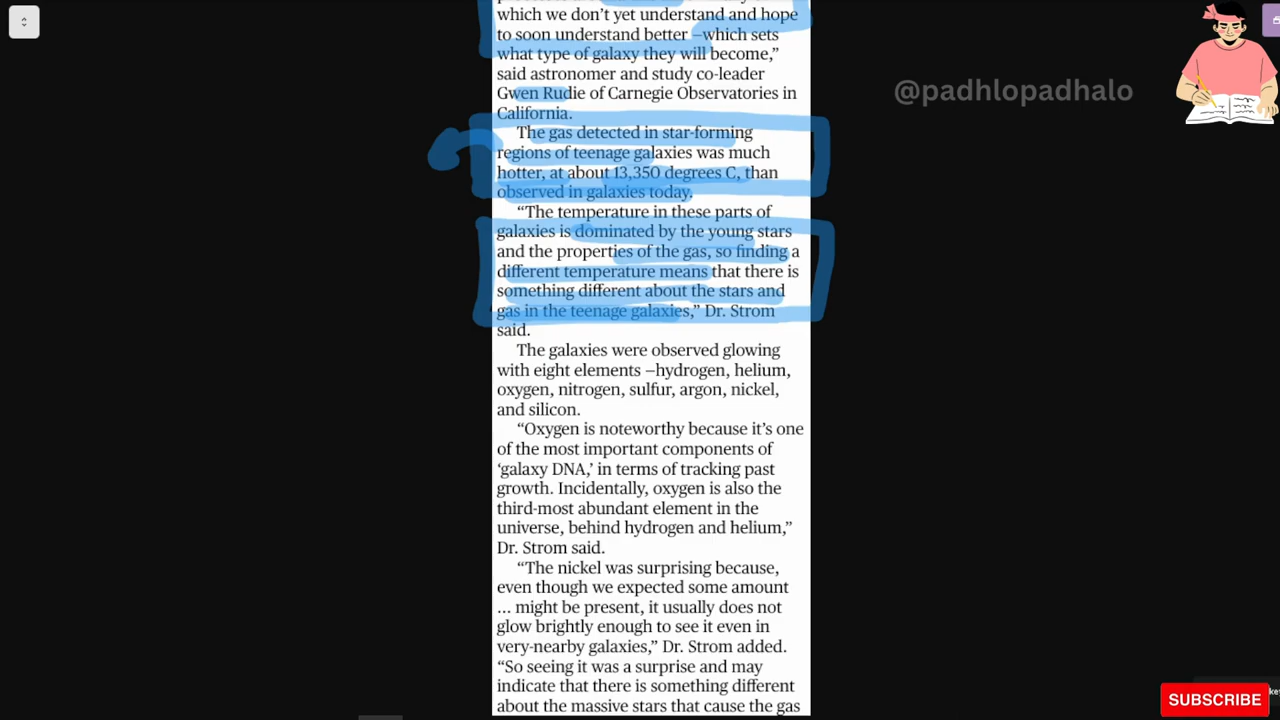 which we don't yet understand and hope
to soon understand better —which sets
what type of galaxy they will become,”
said astronomer and study co-leader
Gwen Rudie of Carnegie Observatories in
California.
The gas detected in star-forming
regions of teenage galaxies was much
hotter, at about 13,350 degrees C, than
observed in galaxies today.
“The temperature in these parts of
galaxies is dominated by the young stars
and the properties of the gas, so finding a
different temperature means that there is
something different about the stars and
gas in the teenage galaxies,” Dr. Strom
said.
The galaxies were observed glowing
with eight elements —hydrogen, helium,
oxygen, nitrogen, sulfur, argon, nickel,
and silicon.
“Oxygen is noteworthy because it’s one
of the most important components of
‘galaxy DNA,’ in terms of tracking past
growth. Incidentally, oxygen is also the
third-most abundant element in the
universe, behind hydrogen and helium,”
Dr. Strom said.
“The nickel was surprising because,
even though we expected some amount
... might be present, it usually does not
glow brightly enough to see it even in
very-nearby galaxies,” Dr. Strom added.
“So seeing it was a surprise and may
indicate that there is something different
about the massive stars that cause the gas
@padhlopadhalo
SUBSCRIBE